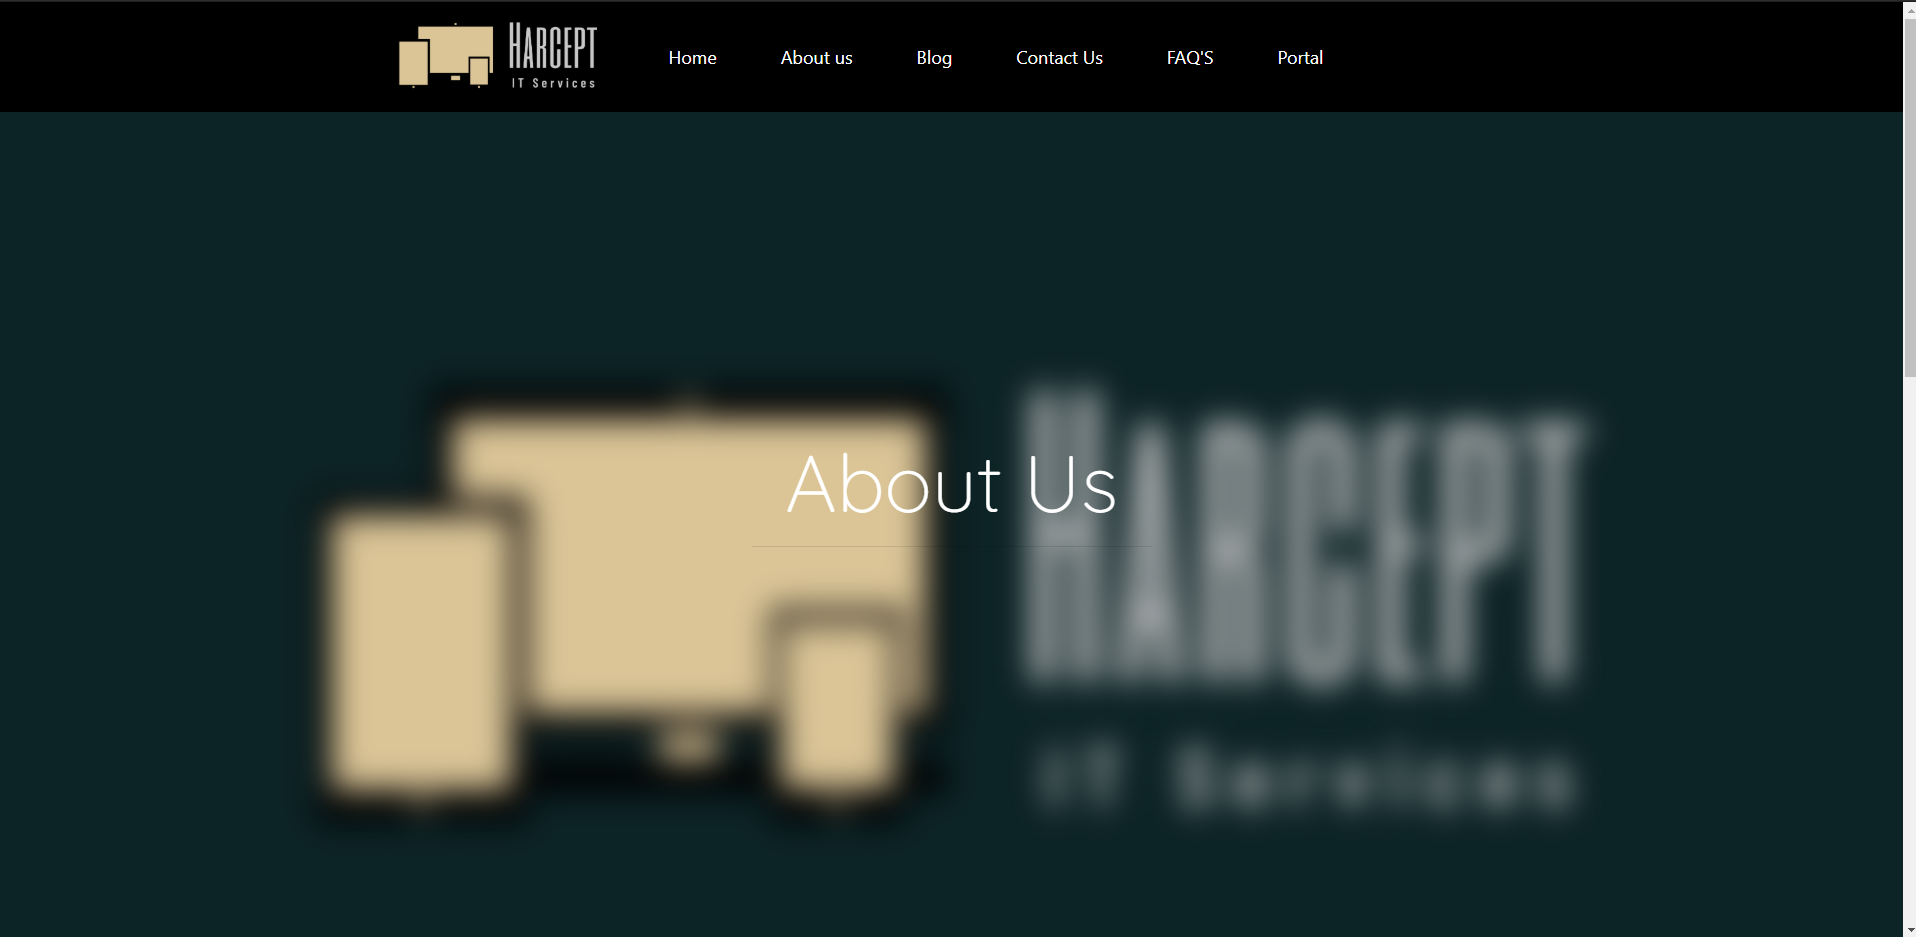 HARCEPT
IT Services
Home
About us
Blog
Contact Us
FAQ'S
Portal
About Us
HARCEPT
IT Services